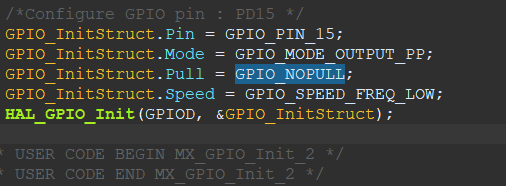 /*Configure GPIO pin : PD15 */
GPIO_InitStruct.Pin = GPIO_PIN_15;
GPIO_InitStruct.Mode = GPIO_MODE_OUTPUT_PP;
GPIO_InitStruct.Pull = GPIO_NOPULL;
GPIO_InitStruct.Speed = GPIO_SPEED_FREQ_LOW;
HAL_GPIO_Init(GPIOD, &GPIO_InitStruct);
* USER CODE BEGIN MX_GPIO_Init_2 */
* USER CODE END MX_GPIO_Init_2 */